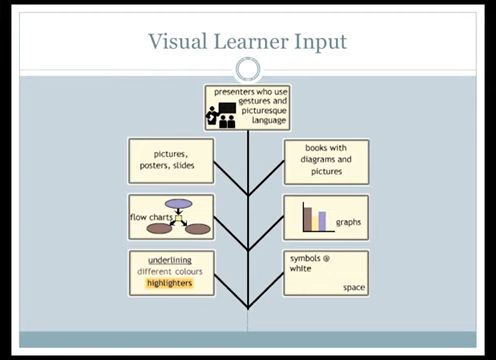 Visual Learner Input
presenters who use
gestures and
picturesque
language
pictures,
posters, slides
books with
diagrams and
pictures
flow charts
graphs
underlining
different colours
highlighters
symbols @
white
space